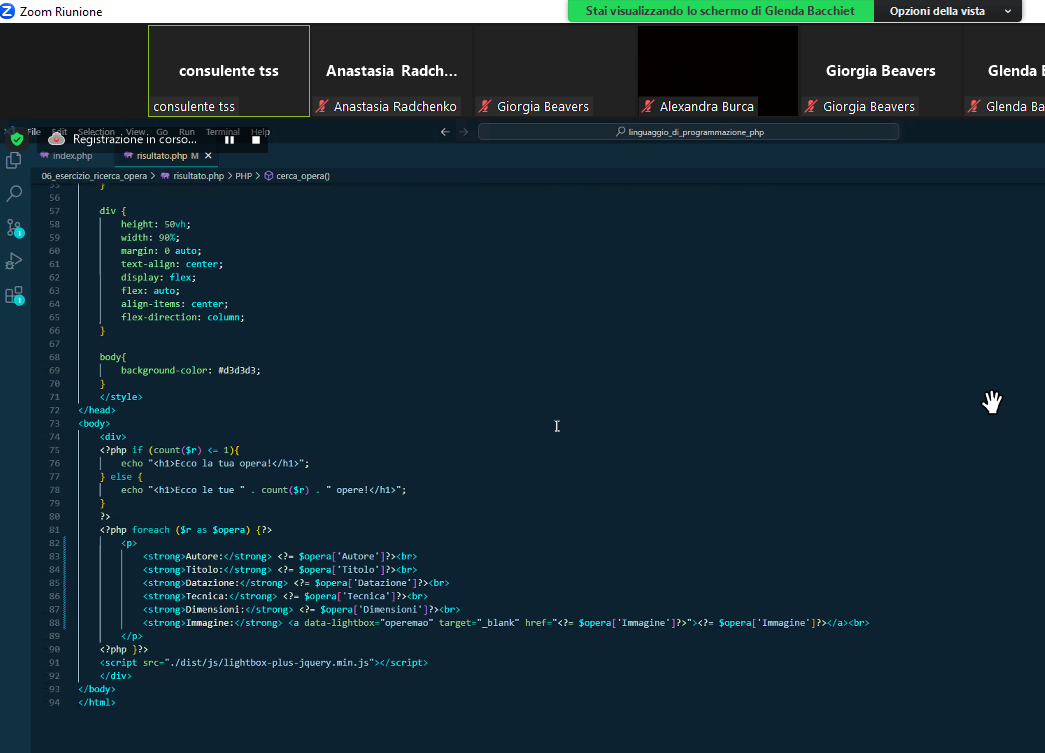 Zoom Riunione
Stai visualizzando lo schermo di Glenda Bacchiet
Opzioni della vista
consulente tss
Anastasia Radch...
Giorgia Beavers
Glenda B
consulente tss
Anastasia Radchenko
Giorgia Beavers
Alexandra Burca
Giorgia Beavers
Glenda Ba
File Edit Selection View Go Run Terminal Help
linguaggio_di_programmazione_php
Registrazione in corso...
index.php
risultato.php M
06_esercizio_ricerca_opera > risultato.php > PHP > cerca_opera()
55 }
56
57 div {
58 height: 50vh;
59 width: 90%;
60 margin: 0 auto;
61 text-align: center;
62 display: flex;
63 flex: auto;
64 align-items: center;
65 flex-direction: column;
66 }
67
68 body{
69 background-color: #d3d3d3;
70 }
71 </style>
72 </head>
73 <body>
74 <div>
75 <?php if (count($r) <= 1){
76 echo "<h1>Ecco la tua opera!</h1>";
77 } else {
78 echo "<h1>Ecco le tue " . count($r) . " opere!</h1>";
79 }
80 ?>
81 <?php foreach ($r as $opera) {?>
82 <p>
83 <strong>Autore:</strong> <?= $opera['Autore']?><br>
84 <strong>Titolo:</strong> <?= $opera['Titolo']?><br>
85 <strong>Datazione:</strong> <?= $opera['Datazione']?><br>
86 <strong>Tecnica:</strong> <?= $opera['Tecnica']?><br>
87 <strong>Dimensioni:</strong> <?= $opera['Dimensioni']?><br>
88 <strong>Immagine:</strong> <a data-lightbox="operemao" target="_blank" href="<?= $opera['Immagine']?>"><?= $opera['Immagine']?></a><br>
89 </p>
90 <?php }?>
91 <script src="./dist/js/lightbox-plus-jquery.min.js"></script>
92 </div>
93 </body>
94 </html>
1
1